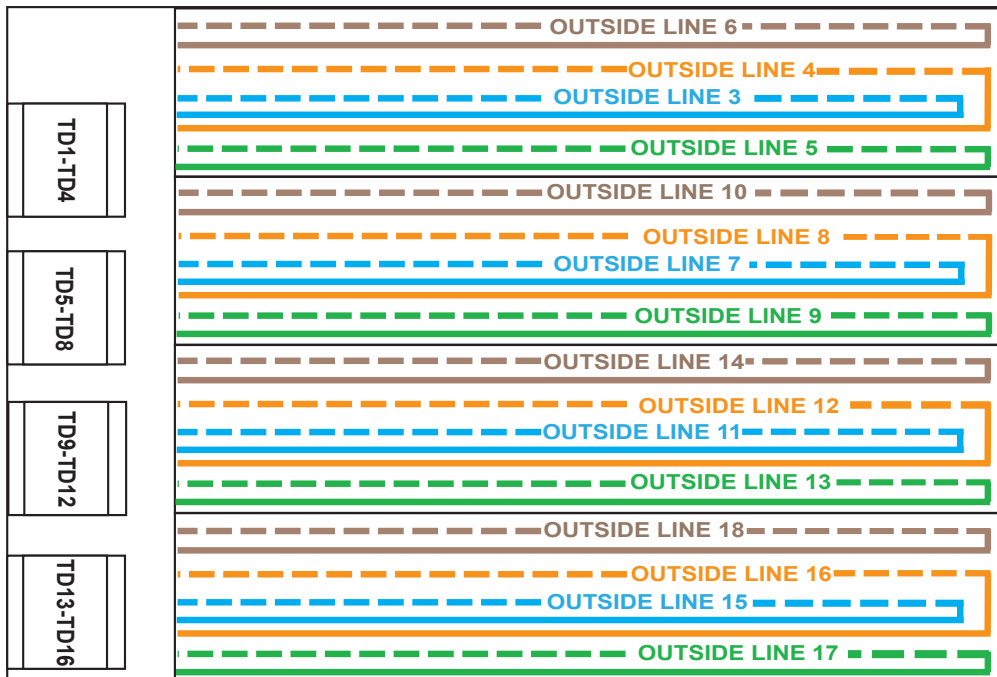 OUTSIDE LINE 6
OUTSIDE LINE 4
OUTSIDE LINE 3
OUTSIDE LINE 5
TD1-TD4
OUTSIDE LINE 10
OUTSIDE LINE 8
OUTSIDE LINE 7
OUTSIDE LINE 9
TD5-TD8
OUTSIDE LINE 14
OUTSIDE LINE 12
OUTSIDE LINE 11
OUTSIDE LINE 13
TD9-TD12
OUTSIDE LINE 18
OUTSIDE LINE 16
OUTSIDE LINE 15
OUTSIDE LINE 17
TD13-TD16